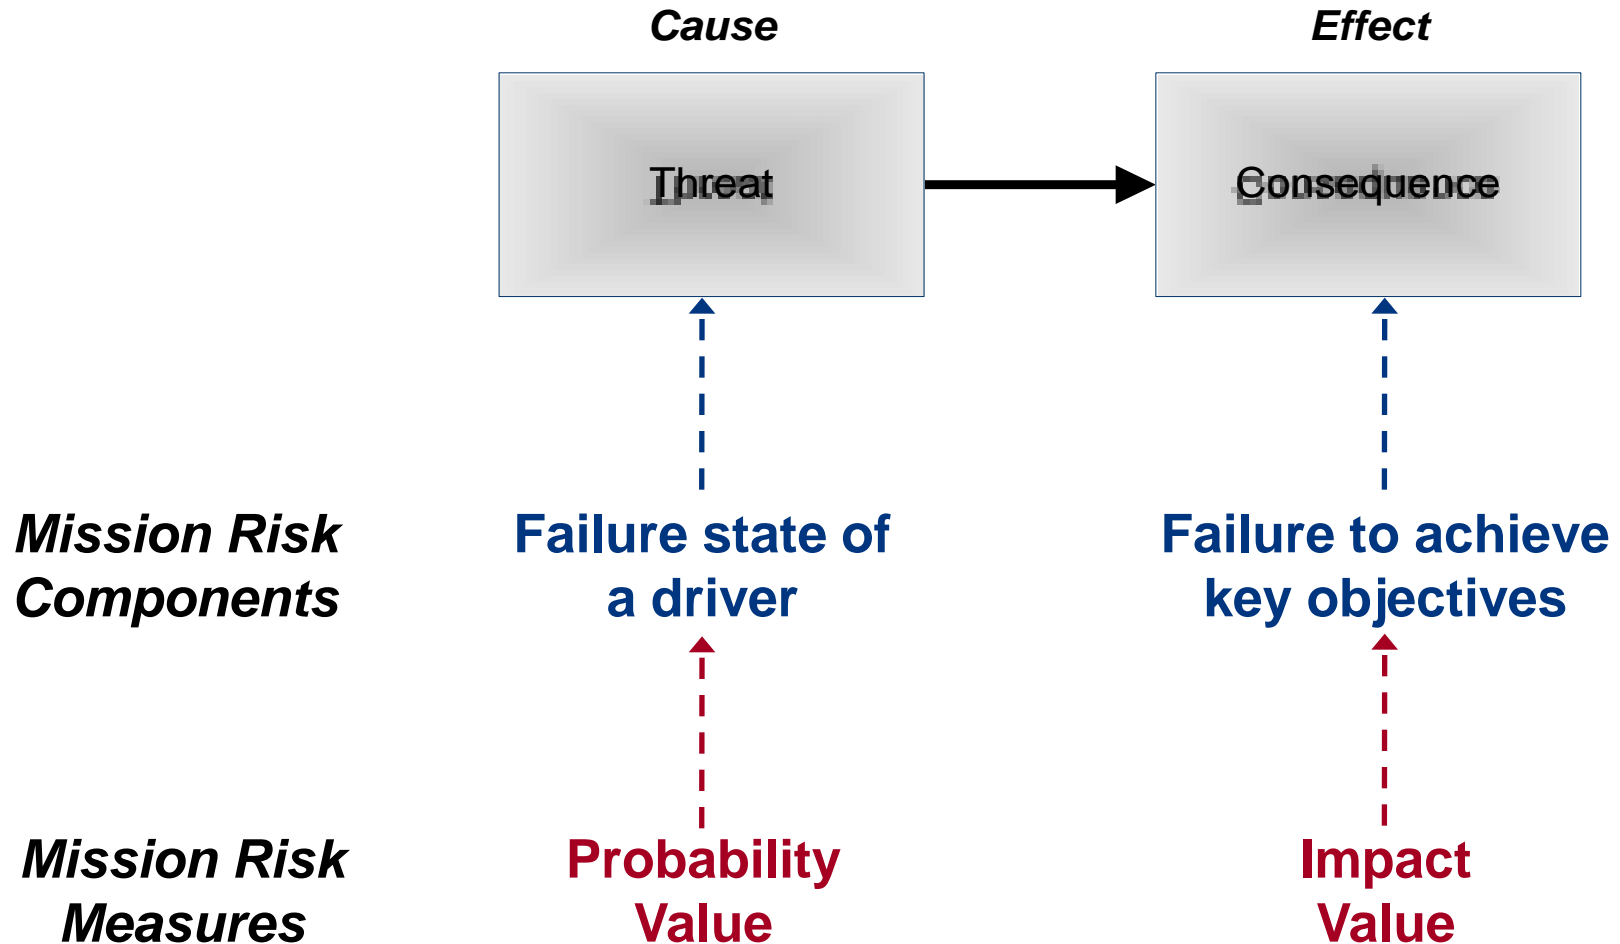 Cause
Effect
Threat
Consequence
Mission Risk
Components
Failure state of
a driver
Failure to achieve
key objectives
Mission Risk
Measures
Probability
Value
Impact
Value